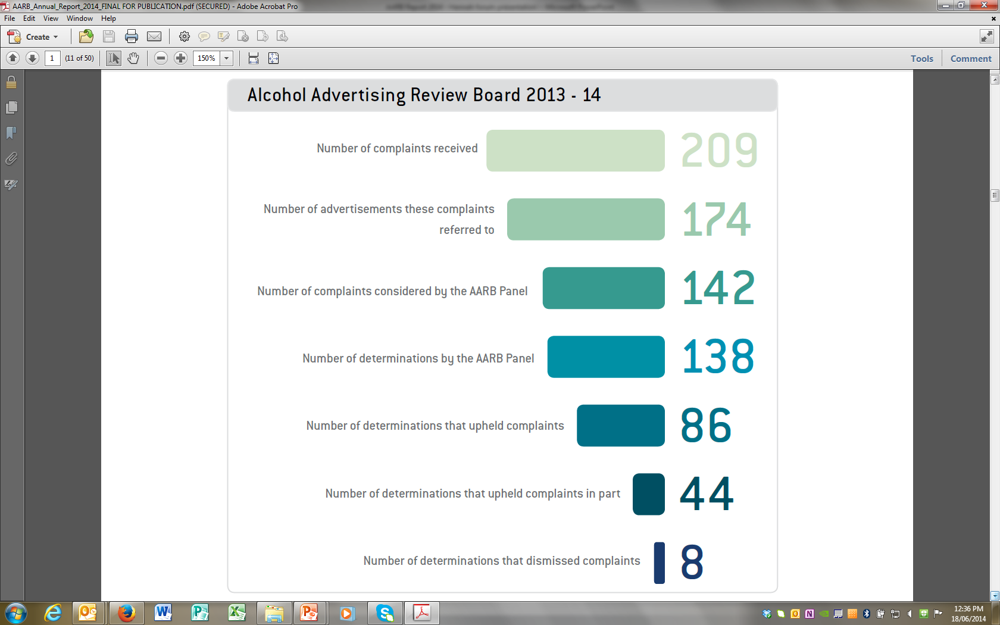 AARB_Annual_Report_2014_FINAL FOR PUBLICATION.pdf (SECURED) - Adobe Acrobat Pro
File Edit View Window Help
Create
1 (11 of 50) 150% Tools Comment
Alcohol Advertising Review Board 2013 - 14
Number of complaints received 209
Number of advertisements these complaints
referred to 174
Number of complaints considered by the AARB Panel 142
Number of determinations by the AARB Panel 138
Number of determinations that upheld complaints 86
Number of determinations that upheld complaints in part 44
Number of determinations that dismissed complaints 8
12:36 PM
18/06/2014